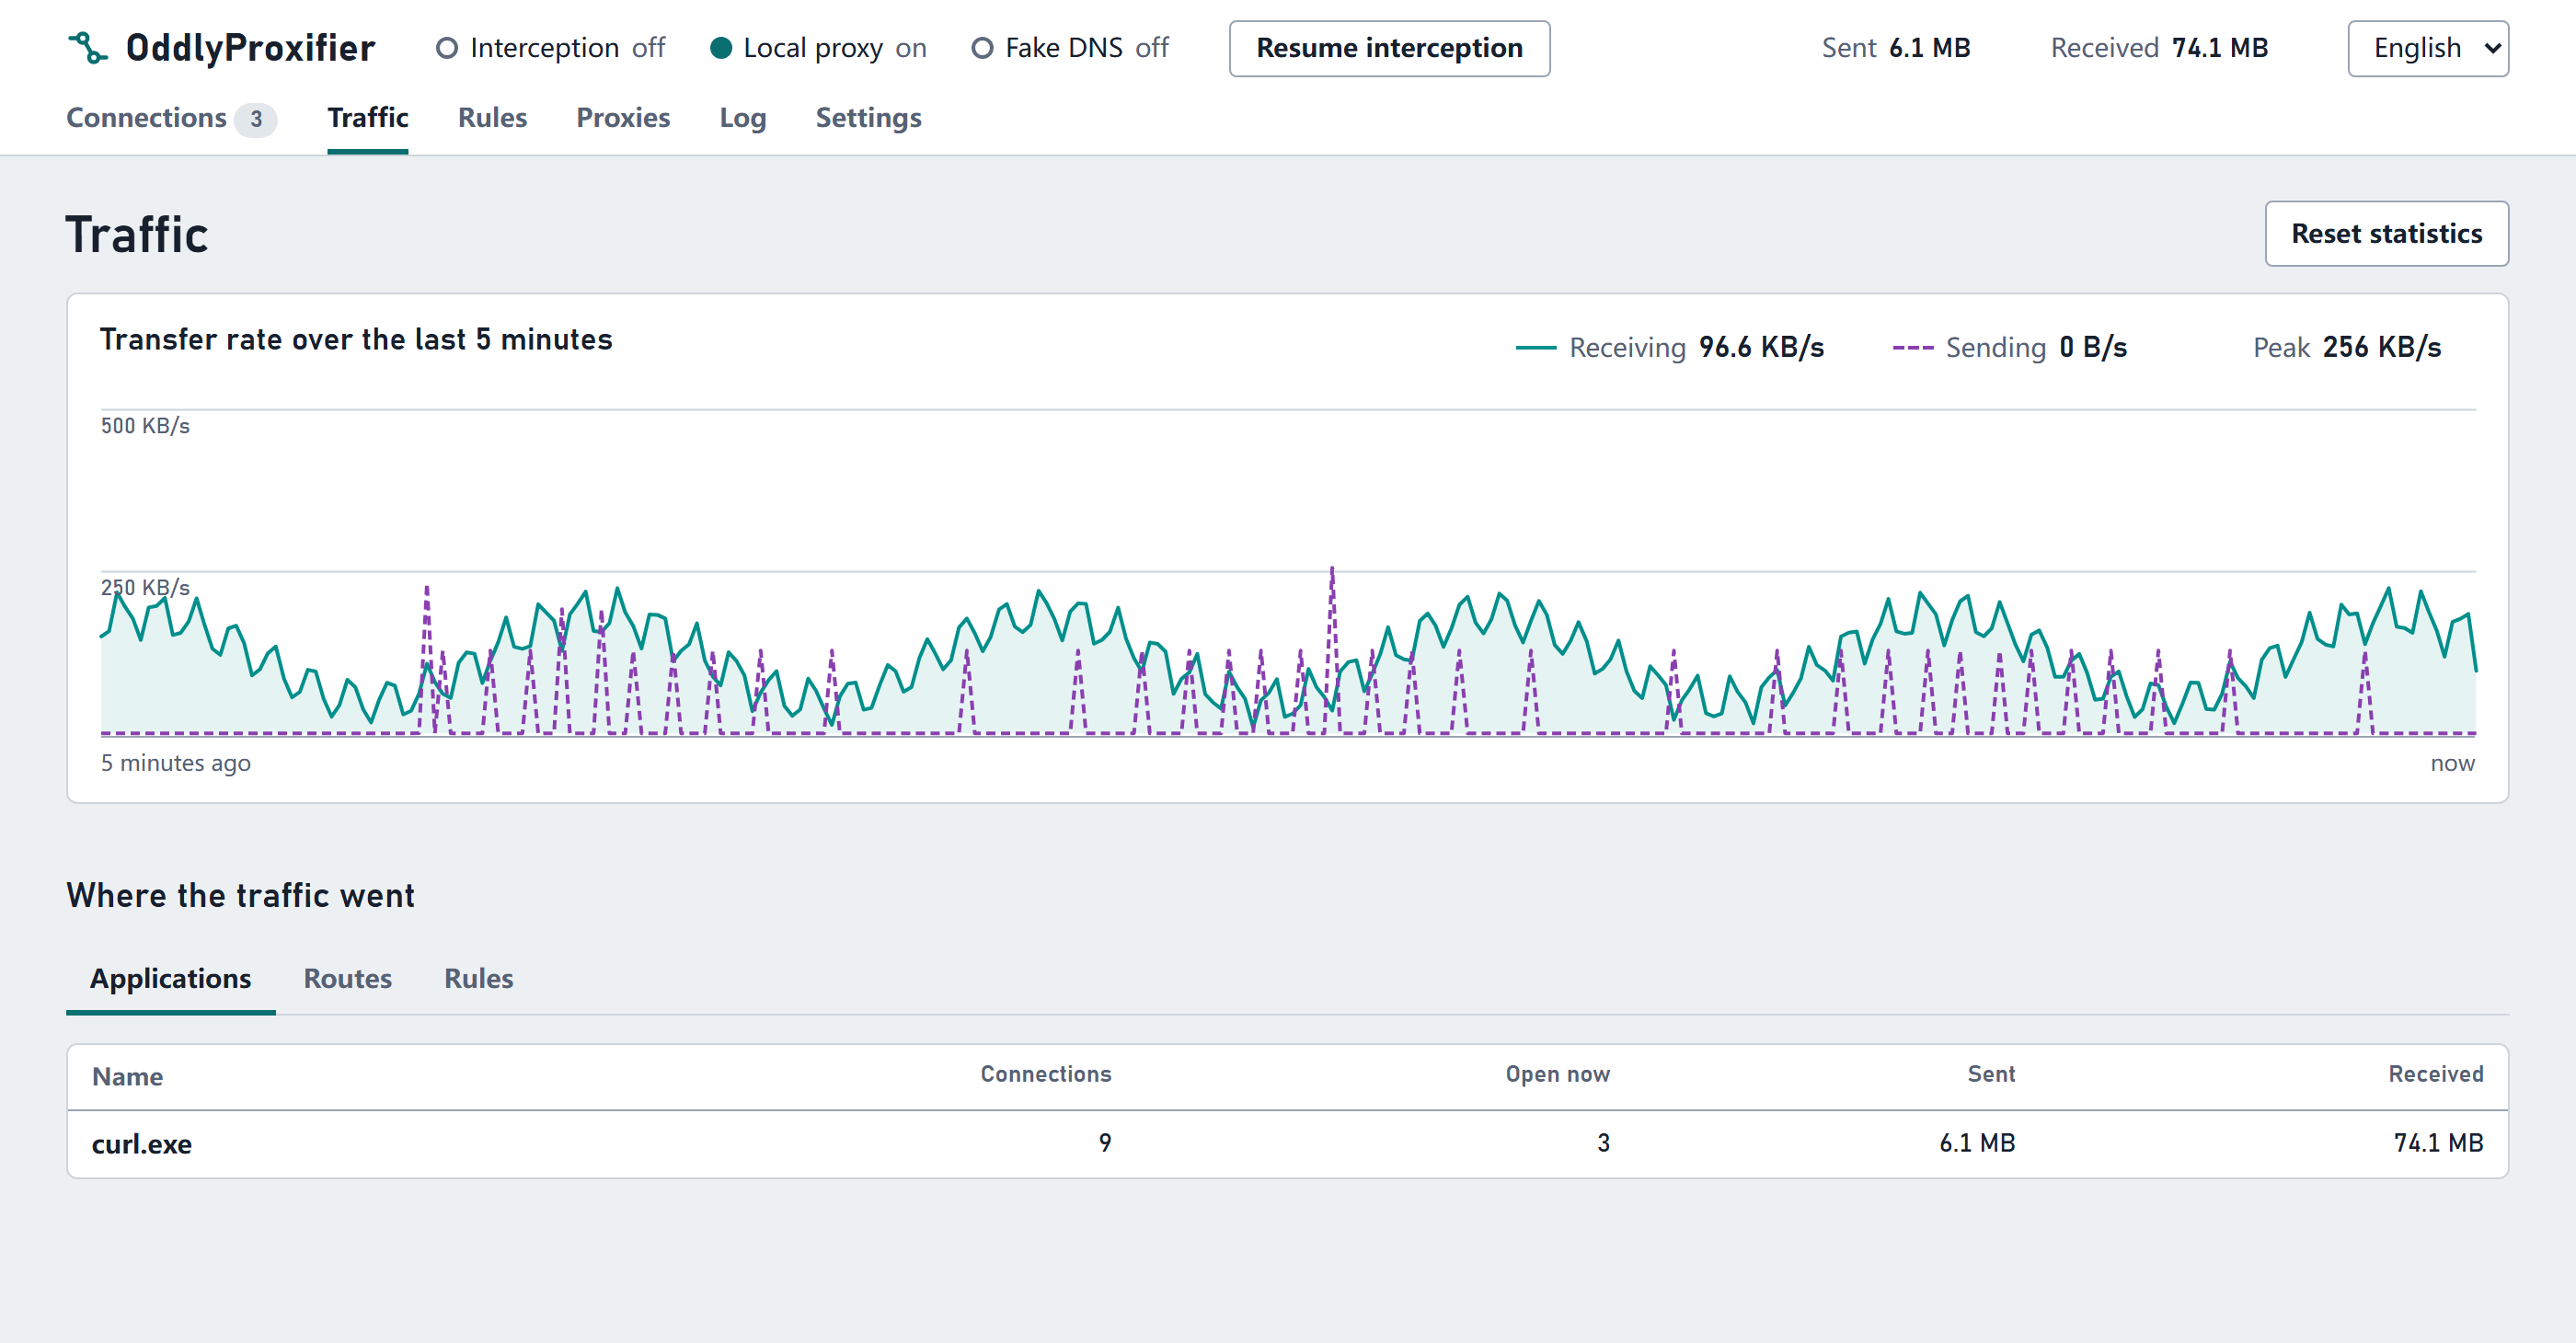 OddlyProxifier Interception off Local proxy on Fake DNS off Resume interception Sent 6.1 MB Received 74.1 MB English
Connections 3 Traffic Rules Proxies Log Settings
Traffic Reset statistics
Transfer rate over the last 5 minutes Receiving 96.6 KB/s Sending 0 B/s Peak 256 KB/s
500 KB/s
250 KB/s
5 minutes ago now
Where the traffic went
Applications Routes Rules
Name Connections Open now Sent Received
curl.exe 9 3 6.1 MB 74.1 MB